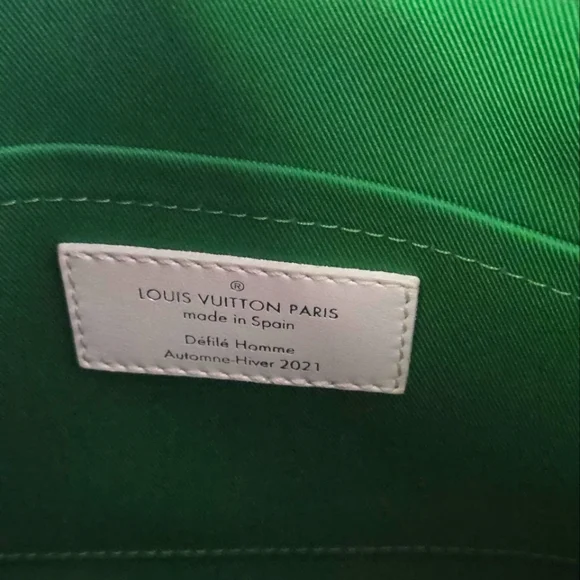 ®
LOUIS VUITTON PARIS
made in Spain
Défilé Homme
Automne-Hiver 2021